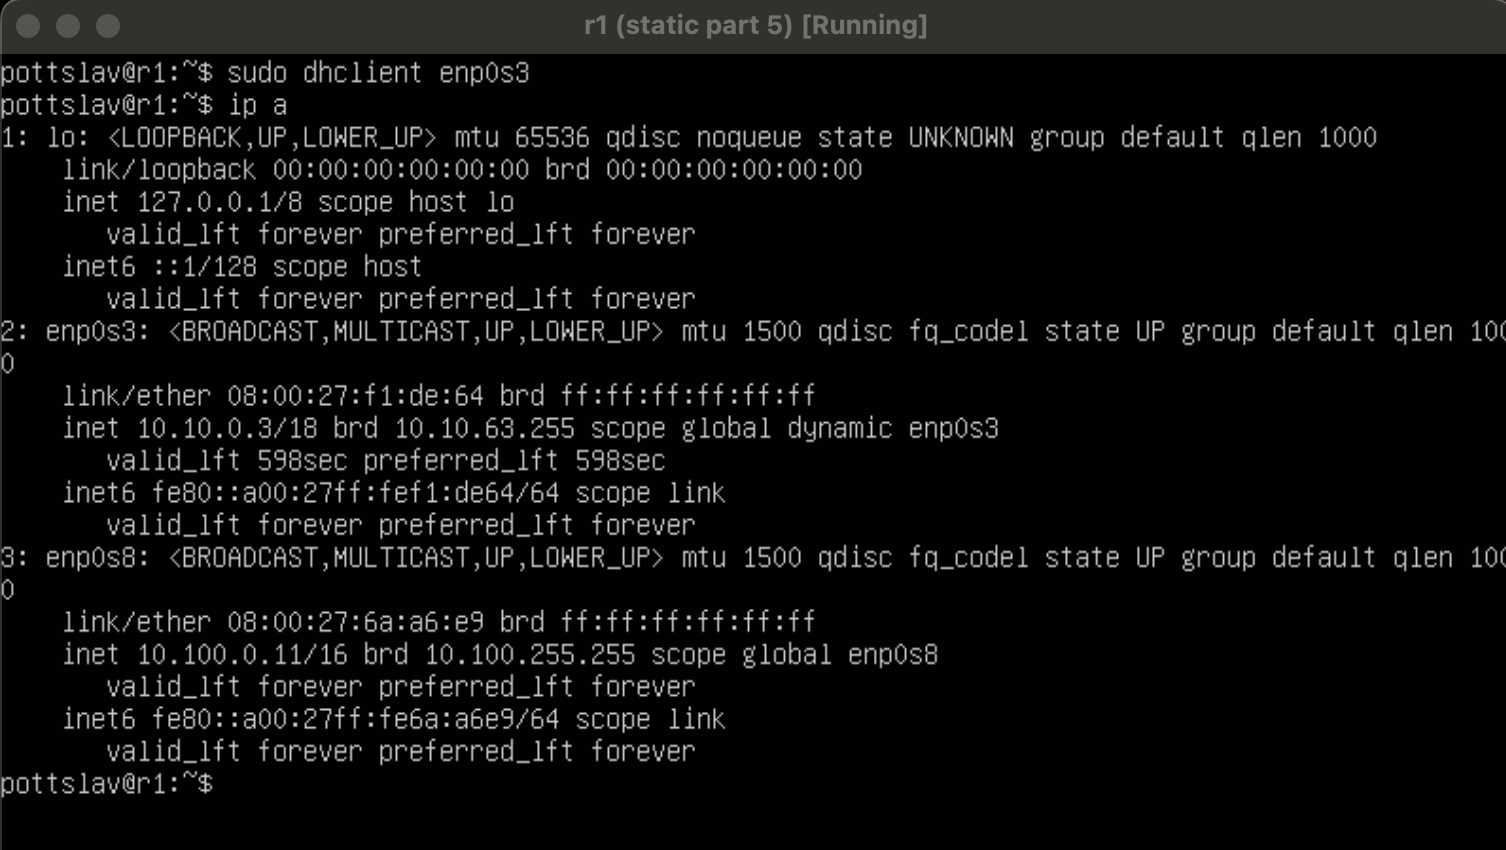 r1 (static part 5) [Running]
pottslav@r1:~$ sudo dhclient enp0s3
pottslav@r1:~$ ip a
1: lo: <LOOPBACK,UP,LOWER_UP> mtu 65536 qdisc noqueue state UNKNOWN group default qlen 1000
    link/loopback 00:00:00:00:00:00 brd 00:00:00:00:00:00
    inet 127.0.0.1/8 scope host lo
       valid_lft forever preferred_lft forever
    inet6 ::1/128 scope host
       valid_lft forever preferred_lft forever
2: enp0s3: <BROADCAST,MULTICAST,UP,LOWER_UP> mtu 1500 qdisc fq_codel state UP group default qlen 100
0
    link/ether 08:00:27:f1:de:64 brd ff:ff:ff:ff:ff:ff
    inet 10.10.0.3/18 brd 10.10.63.255 scope global dynamic enp0s3
       valid_lft 598sec preferred_lft 598sec
    inet6 fe80::a00:27ff:fef1:de64/64 scope link
       valid_lft forever preferred_lft forever
3: enp0s8: <BROADCAST,MULTICAST,UP,LOWER_UP> mtu 1500 qdisc fq_codel state UP group default qlen 100
0
    link/ether 08:00:27:6a:a6:e9 brd ff:ff:ff:ff:ff:ff
    inet 10.100.0.11/16 brd 10.100.255.255 scope global enp0s8
       valid_lft forever preferred_lft forever
    inet6 fe80::a00:27ff:fe6a:a6e9/64 scope link
       valid_lft forever preferred_lft forever
pottslav@r1:~$